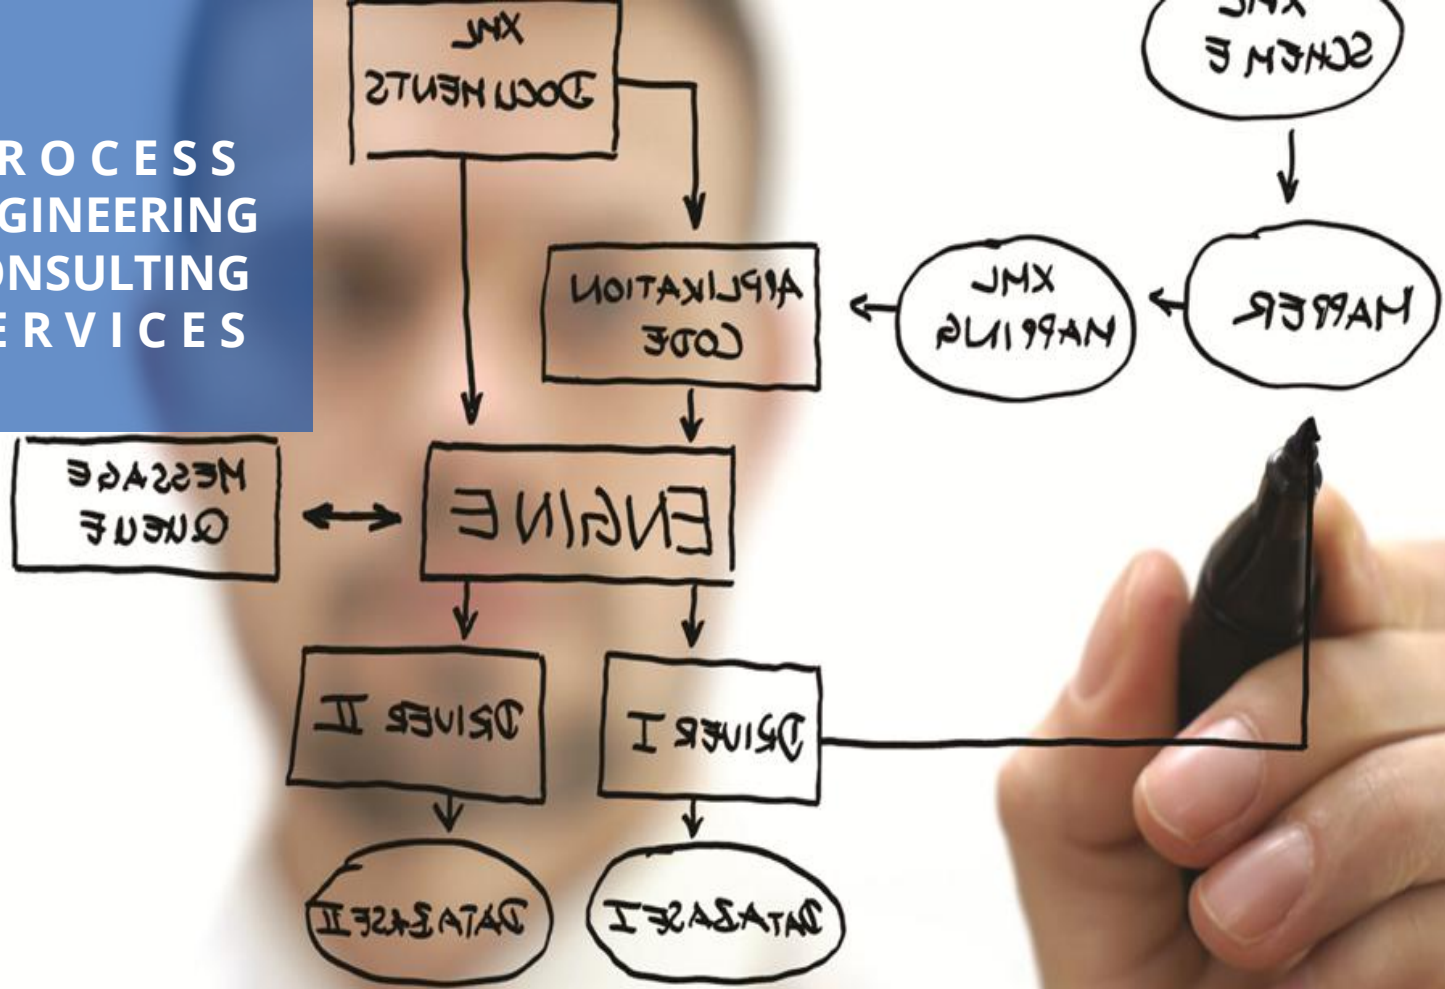 XML
DOCUMENTS
XML
SCHEME
ROCESS
GINEERING
ONSULTING
ERVICES
APPLIKATION
CODE
XML
MAPPING
MAPPER
MESSAGE
QUEUE
ENGINE
DRIVER II
DRIVER I
DATABASE II
DATABASE I